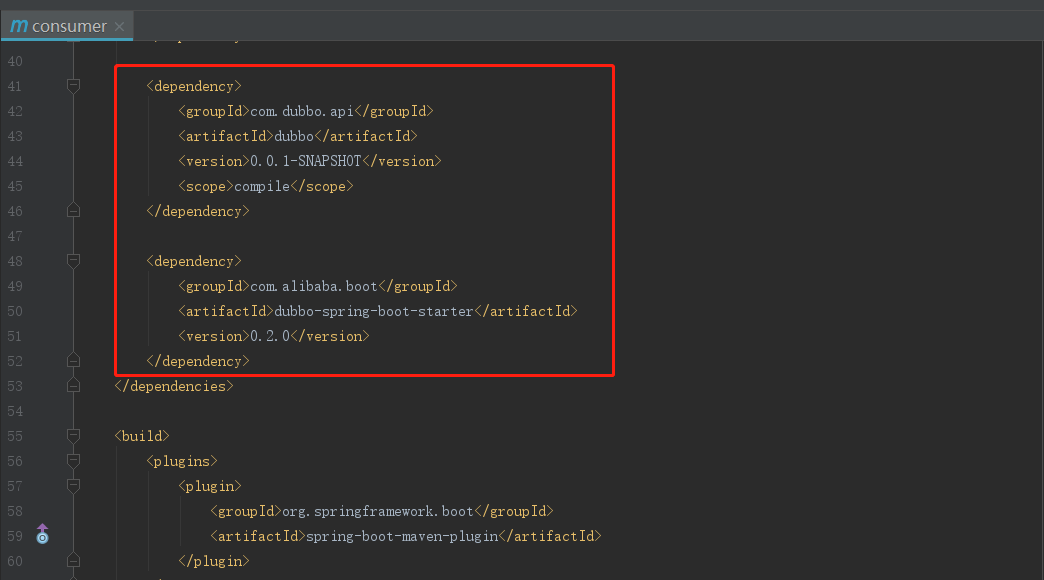 m consumer ×
40
41 <dependency>
42 <groupId>com.dubbo.api</groupId>
43 <artifactId>dubbo</artifactId>
44 <version>0.0.1-SNAPSHOT</version>
45 <scope>compile</scope>
46 </dependency>
47
48 <dependency>
49 <groupId>com.alibaba.boot</groupId>
50 <artifactId>dubbo-spring-boot-starter</artifactId>
51 <version>0.2.0</version>
52 </dependency>
53 </dependencies>
54
55 <build>
56 <plugins>
57 <plugin>
58 <groupId>org.springframework.boot</groupId>
59 <artifactId>spring-boot-maven-plugin</artifactId>
60 </plugin>